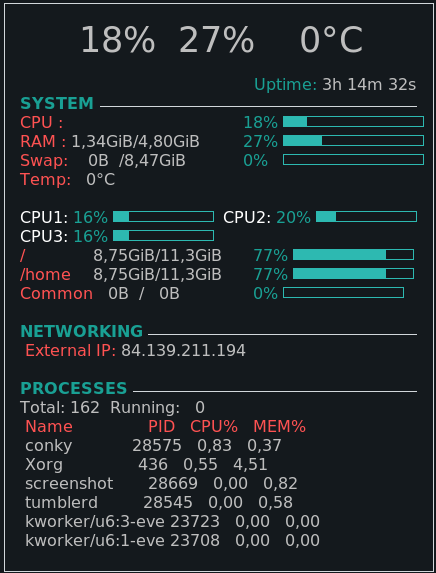 18% 27% 0°C
Uptime: 3h 14m 32s
SYSTEM
CPU : 18%
RAM : 1,34GiB/4,80GiB 27%
Swap: 0B /8,47GiB 0%
Temp: 0°C
CPU1: 16% CPU2: 20%
CPU3: 16%
/ 8,75GiB/11,3GiB 77%
/home 8,75GiB/11,3GiB 77%
Common 0B / 0B 0%
NETWORKING
External IP: 84.139.211.194
PROCESSES
Total: 162 Running: 0
Name PID CPU% MEM%
conky 28575 0,83 0,37
Xorg 436 0,55 4,51
screenshot 28669 0,00 0,82
tumblerd 28545 0,00 0,58
kworker/u6:3-eve 23723 0,00 0,00
kworker/u6:1-eve 23708 0,00 0,00